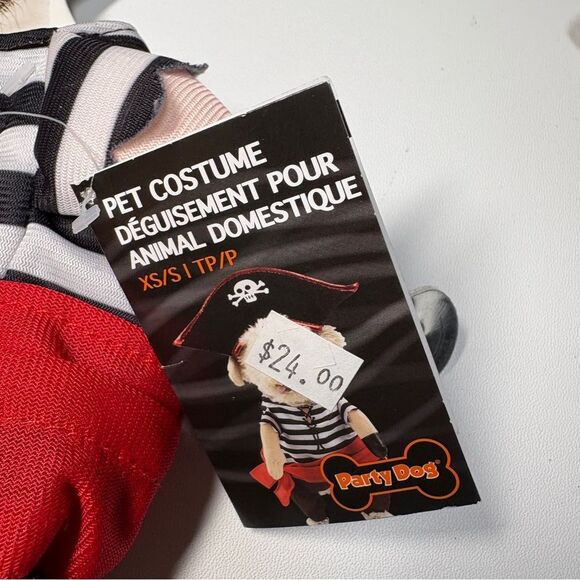 PET COSTUME
DÉGUISEMENT POUR
ANIMAL DOMESTIQUE
XS/S | TP/P
$24.00
Party Dog®